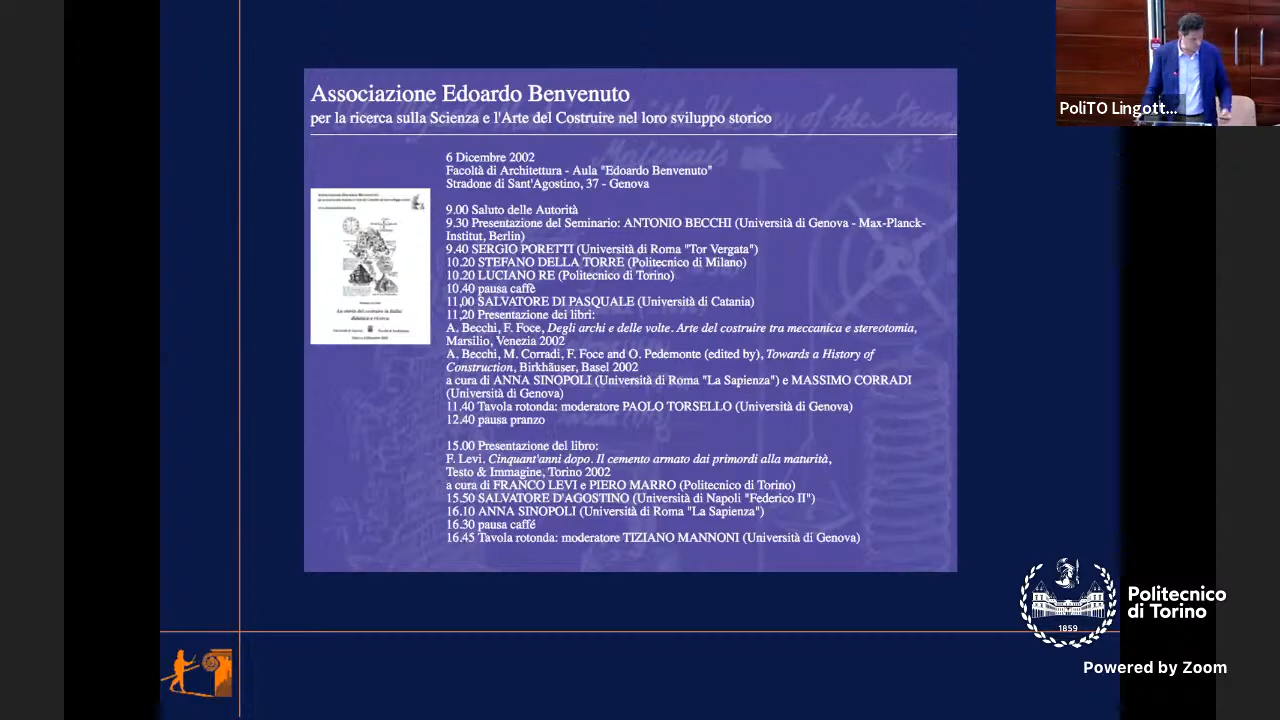 Associazione Edoardo Benvenuto
per la ricerca sulla Scienza e l'Arte del Costruire nel loro sviluppo storico
6 Dicembre 2002
Facoltà di Architettura - Aula "Edoardo Benvenuto"
Stradone di Sant'Agostino, 37 - Genova
9.00 Saluto delle Autorità
9.30 Presentazione del Seminario: ANTONIO BECCHI (Università di Genova - Max-Planck-
Institut, Berlin)
9.40 SERGIO PORETTI (Università di Roma "Tor Vergata")
10.20 STEFANO DELLA TORRE (Politecnico di Milano)
10.20 LUCIANO RE (Politecnico di Torino)
10.40 pausa caffè
11,00 SALVATORE DI PASQUALE (Università di Catania)
11,20 Presentazione dei libri:
A. Becchi, F. Foce, Degli archi e delle volte. Arte del costruire tra meccanica e stereotomia,
Marsilio, Venezia 2002
A. Becchi, M. Corradi, F. Foce and O. Pedemonte (edited by), Towards a History of
Construction, Birkhäuser, Basel 2002
a cura di ANNA SINOPOLI (Università di Roma "La Sapienza") e MASSIMO CORRADI
(Università di Genova)
11.40 Tavola rotonda: moderatore PAOLO TORSELLO (Università di Genova)
12.40 pausa pranzo
15.00 Presentazione del libro:
F. Levi. Cinquant'anni dopo. Il cemento armato dai primordi alla maturità,
Testo & Immagine, Torino 2002
a cura di FRANCO LEVI e PIERO MARRO (Politecnico di Torino)
15.50 SALVATORE D'AGOSTINO (Università di Napoli "Federico II")
16.10 ANNA SINOPOLI (Università di Roma "La Sapienza")
16.30 pausa caffé
16.45 Tavola rotonda: moderatore TIZIANO MANNONI (Università di Genova)
La storia del costruire in Italia:
didattica e ricerca
PoliTO Lingott...
Politecnico
di Torino
1859
Powered by Zoom